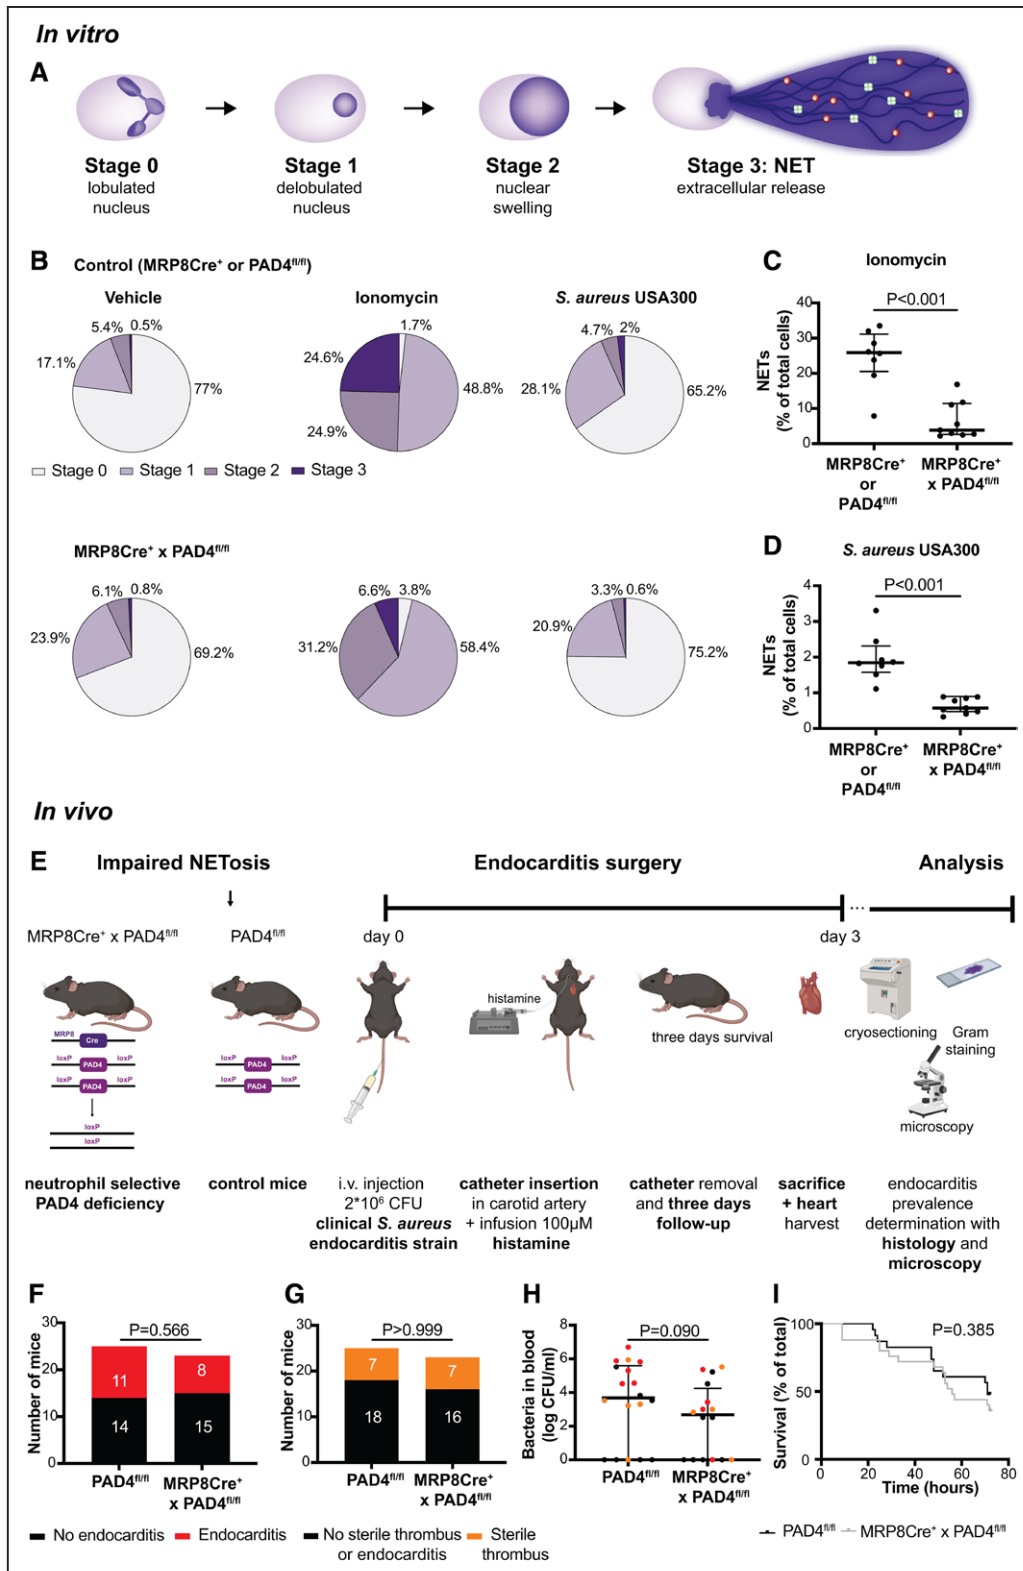 In vitro
A
Stage 0
lobulated
nucleus
Stage 1
delobulated
nucleus
Stage 2
nuclear
swelling
Stage 3: NET
extracellular release
B
Control (MRP8Cre⁺ or PAD4ᶠˡ/ᶠˡ)
Vehicle
5.4%
0.5%
17.1%
77%
Ionomycin
1.7%
24.6%
48.8%
24.9%
S. aureus USA300
4.7%
2%
28.1%
65.2%
Stage 0
Stage 1
Stage 2
Stage 3
MRP8Cre⁺ x PAD4ᶠˡ/ᶠˡ
6.1%
0.8%
23.9%
69.2%
6.6%
3.8%
31.2%
58.4%
3.3%
0.6%
20.9%
75.2%
C
Ionomycin
P<0.001
NETs
(% of total cells)
40
30
20
10
0
MRP8Cre⁺
or
PAD4ᶠˡ/ᶠˡ
MRP8Cre⁺
x PAD4ᶠˡ/ᶠˡ
D
S. aureus USA300
P<0.001
NETs
(% of total cells)
4
3
2
1
0
MRP8Cre⁺
or
PAD4ᶠˡ/ᶠˡ
MRP8Cre⁺
x PAD4ᶠˡ/ᶠˡ
In vivo
E
Impaired NETosis
Endocarditis surgery
Analysis
MRP8Cre⁺ x PAD4ᶠˡ/ᶠˡ
PAD4ᶠˡ/ᶠˡ
day 0
day 3
...
MRP8
Cre
loxP PAD4 loxP
loxP PAD4 loxP
loxP
loxP
loxP PAD4 loxP
loxP PAD4 loxP
histamine
three days survival
cryosectioning
Gram
staining
microscopy
neutrophil selective
PAD4 deficiency
control mice
i.v. injection
2*10⁶ CFU
clinical S. aureus
endocarditis strain
catheter insertion
in carotid artery
+ infusion 100µM
histamine
catheter removal
and three days
follow-up
sacrifice
+ heart
harvest
endocarditis
prevalence
determination with
histology and
microscopy
F
P=0.566
Number of mice
30
20
10
0
11
14
8
15
PAD4ᶠˡ/ᶠˡ
MRP8Cre⁺
x PAD4ᶠˡ/ᶠˡ
No endocarditis
Endocarditis
G
P>0.999
Number of mice
30
20
10
0
7
18
7
16
PAD4ᶠˡ/ᶠˡ
MRP8Cre⁺
x PAD4ᶠˡ/ᶠˡ
No sterile thrombus
or endocarditis
Sterile
thrombus
H
P=0.090
Bacteria in blood
(log CFU/ml)
8
6
4
2
0
PAD4ᶠˡ/ᶠˡ
MRP8Cre⁺
x PAD4ᶠˡ/ᶠˡ
I
P=0.385
Survival (% of total)
100
50
0
0
20
40
60
80
Time (hours)
PAD4ᶠˡ/ᶠˡ
MRP8Cre⁺ x PAD4ᶠˡ/ᶠˡ